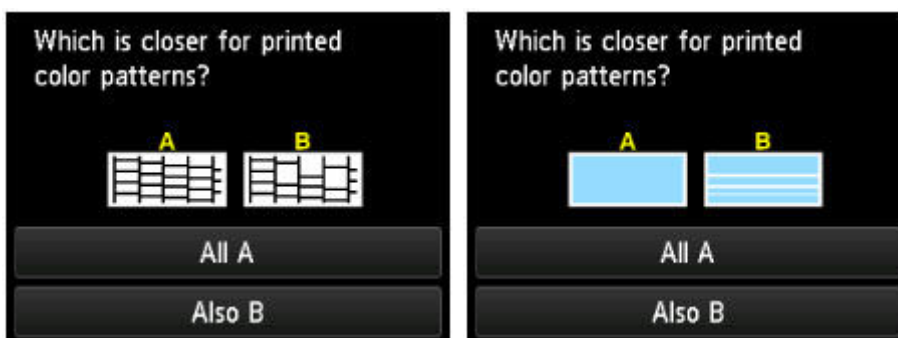 Which is closer for printed
color patterns?
A B
All A
Also B
Which is closer for printed
color patterns?
A B
All A
Also B